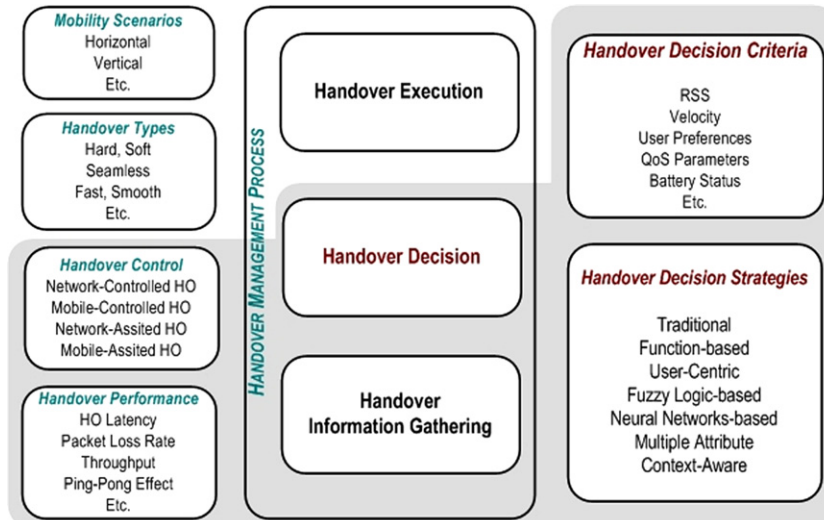 Mobility Scenarios
Horizontal
Vertical
Etc.
Handover Types
Hard, Soft
Seamless
Fast, Smooth
Etc.
Handover Control
Network-Controlled HO
Mobile-Controlled HO
Network-Assited HO
Mobile-Assited HO
Handover Performance
HO Latency
Packet Loss Rate
Throughput
Ping-Pong Effect
Etc.
HANDOVER MANAGEMENT PROCESS
Handover Execution
Handover Decision
Handover
Information Gathering
Handover Decision Criteria
RSS
Velocity
User Preferences
QoS Parameters
Battery Status
Etc.
Handover Decision Strategies
Traditional
Function-based
User-Centric
Fuzzy Logic-based
Neural Networks-based
Multiple Attribute
Context-Aware